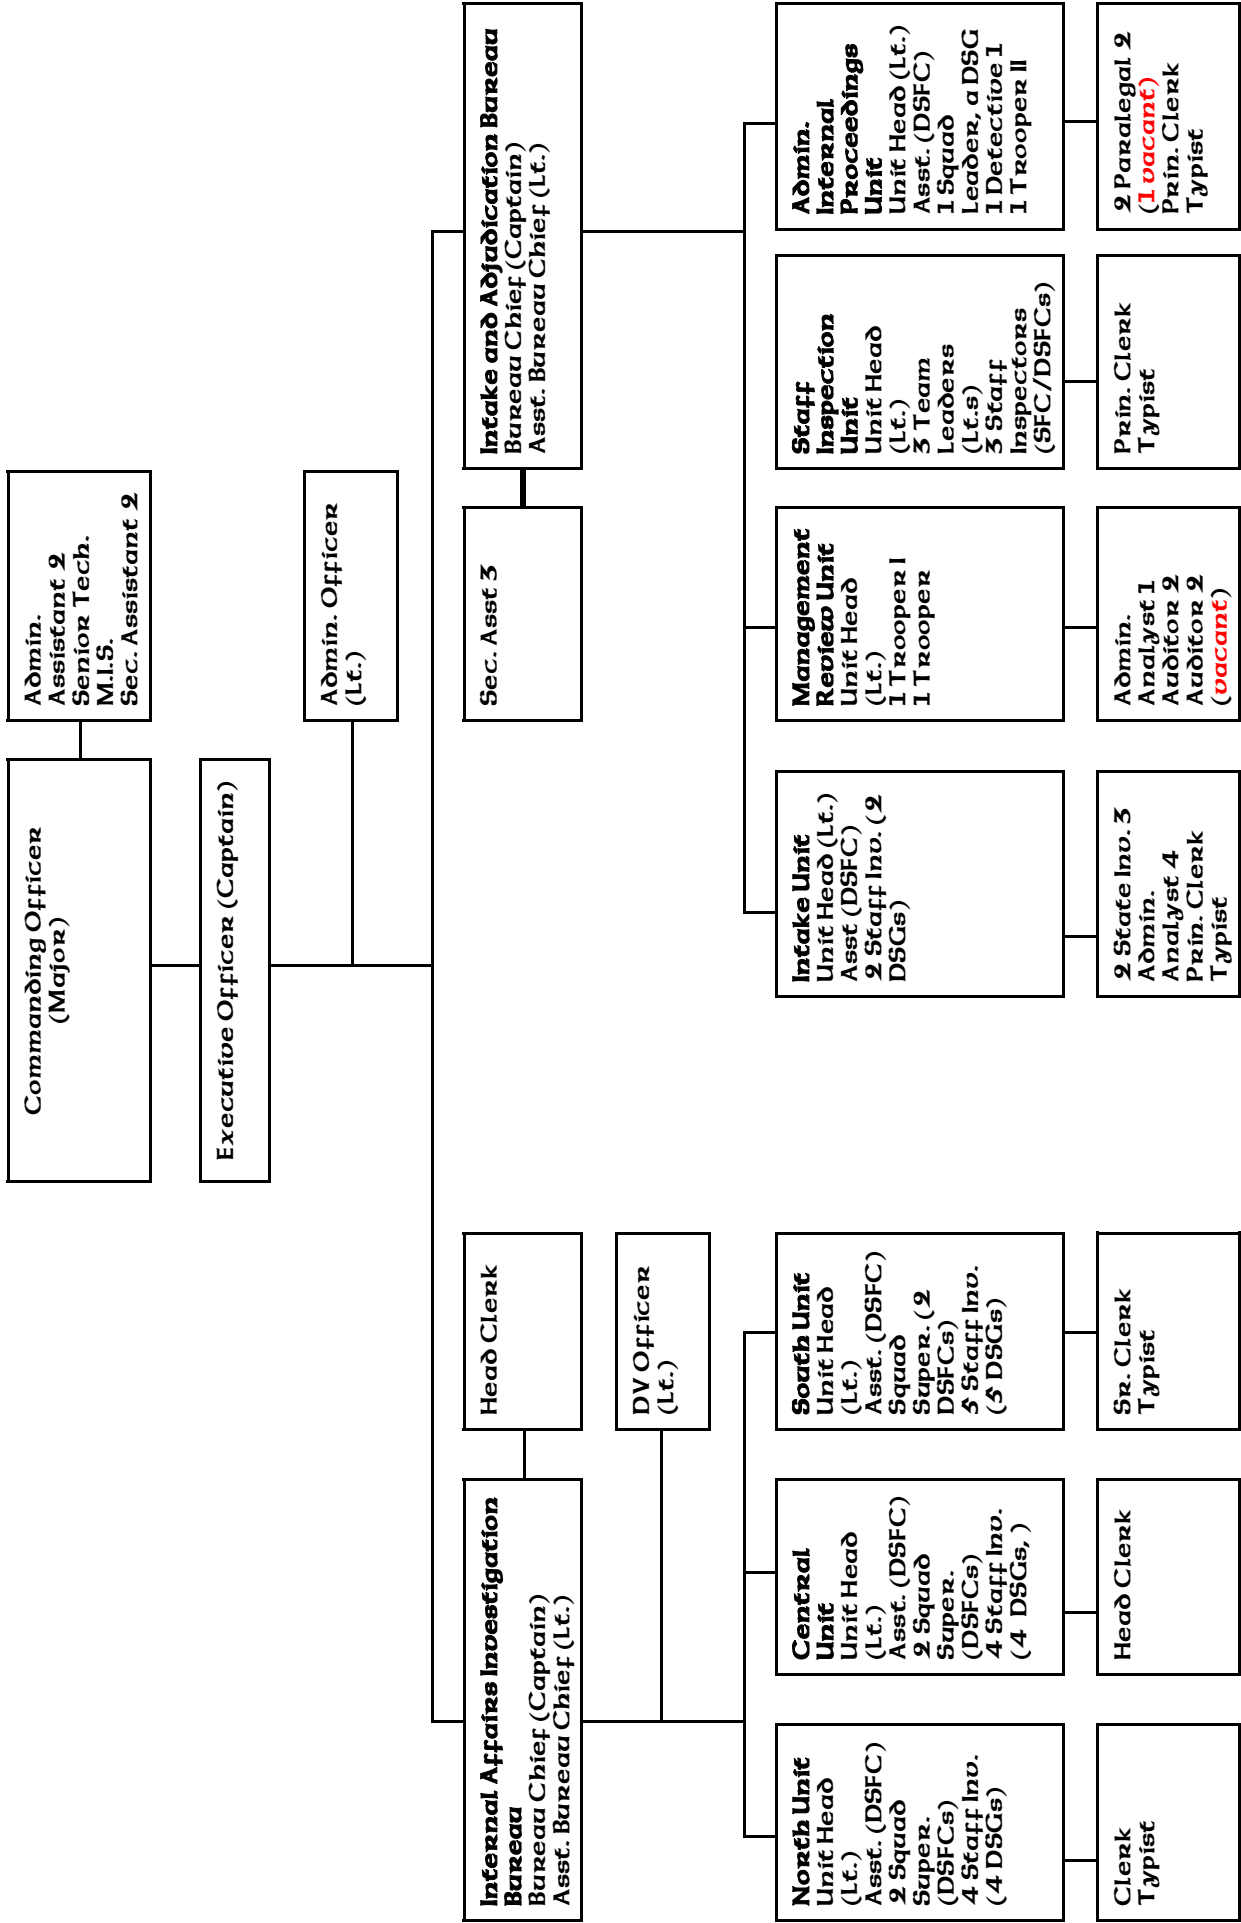 Commanding Officer
(Major)
Admin.
Assistant 2
Senior Tech.
M.I.S.
Sec. Assistant 2
Executive Officer (Captain)
Admin. Officer
(Lt.)
Internal Affairs Investigation
Bureau
Bureau Chief (Captain)
Asst. Bureau Chief (Lt.)
Head Clerk
Sec. Asst 3
Intake and Adjudication Bureau
Bureau Chief (Captain)
Asst. Bureau Chief (Lt.)
DV Officer
(Lt.)
North Unit
Unit Head
(Lt.)
Asst. (DSFC)
2 Squad
Super.
(DSFCs)
4 Staff Inv.
(4 DSGs)
Central
Unit
Unit Head
(Lt.)
Asst. (DSFC)
2 Squad
Super.
(DSFCs)
4 Staff Inv.
(4 DSGs, )
South Unit
Unit Head
(Lt.)
Asst. (DSFC)
Squad
Super. (2
DSFCs)
5 Staff Inv.
(5 DSGs)
Intake Unit
Unit Head (Lt.)
Asst (DSFC)
2 Staff Inv. (2
DSGs)
Management
Review Unit
Unit Head
(Lt.)
1 Trooper I
1 Trooper
Staff
Inspection
Unit
Unit Head
(Lt.)
3 Team
Leaders
(Lt.s)
3 Staff
Inspectors
(SFC/DSFCs)
Admin.
Internal
Proceedings
Unit
Unit Head (Lt.)
Asst. (DSFC)
1 Squad
Leader, a DSG
1 Detective 1
1 Trooper II
Clerk
Typist
Head Clerk
Sr. Clerk
Typist
2 State Inv. 3
Admin.
Analyst 4
Prin. Clerk
Typist
Admin.
Analyst 1
Auditor 2
Auditor 2
(vacant)
Prin. Clerk
Typist
2 Paralegal 2
(1 vacant)
Prin. Clerk
Typist